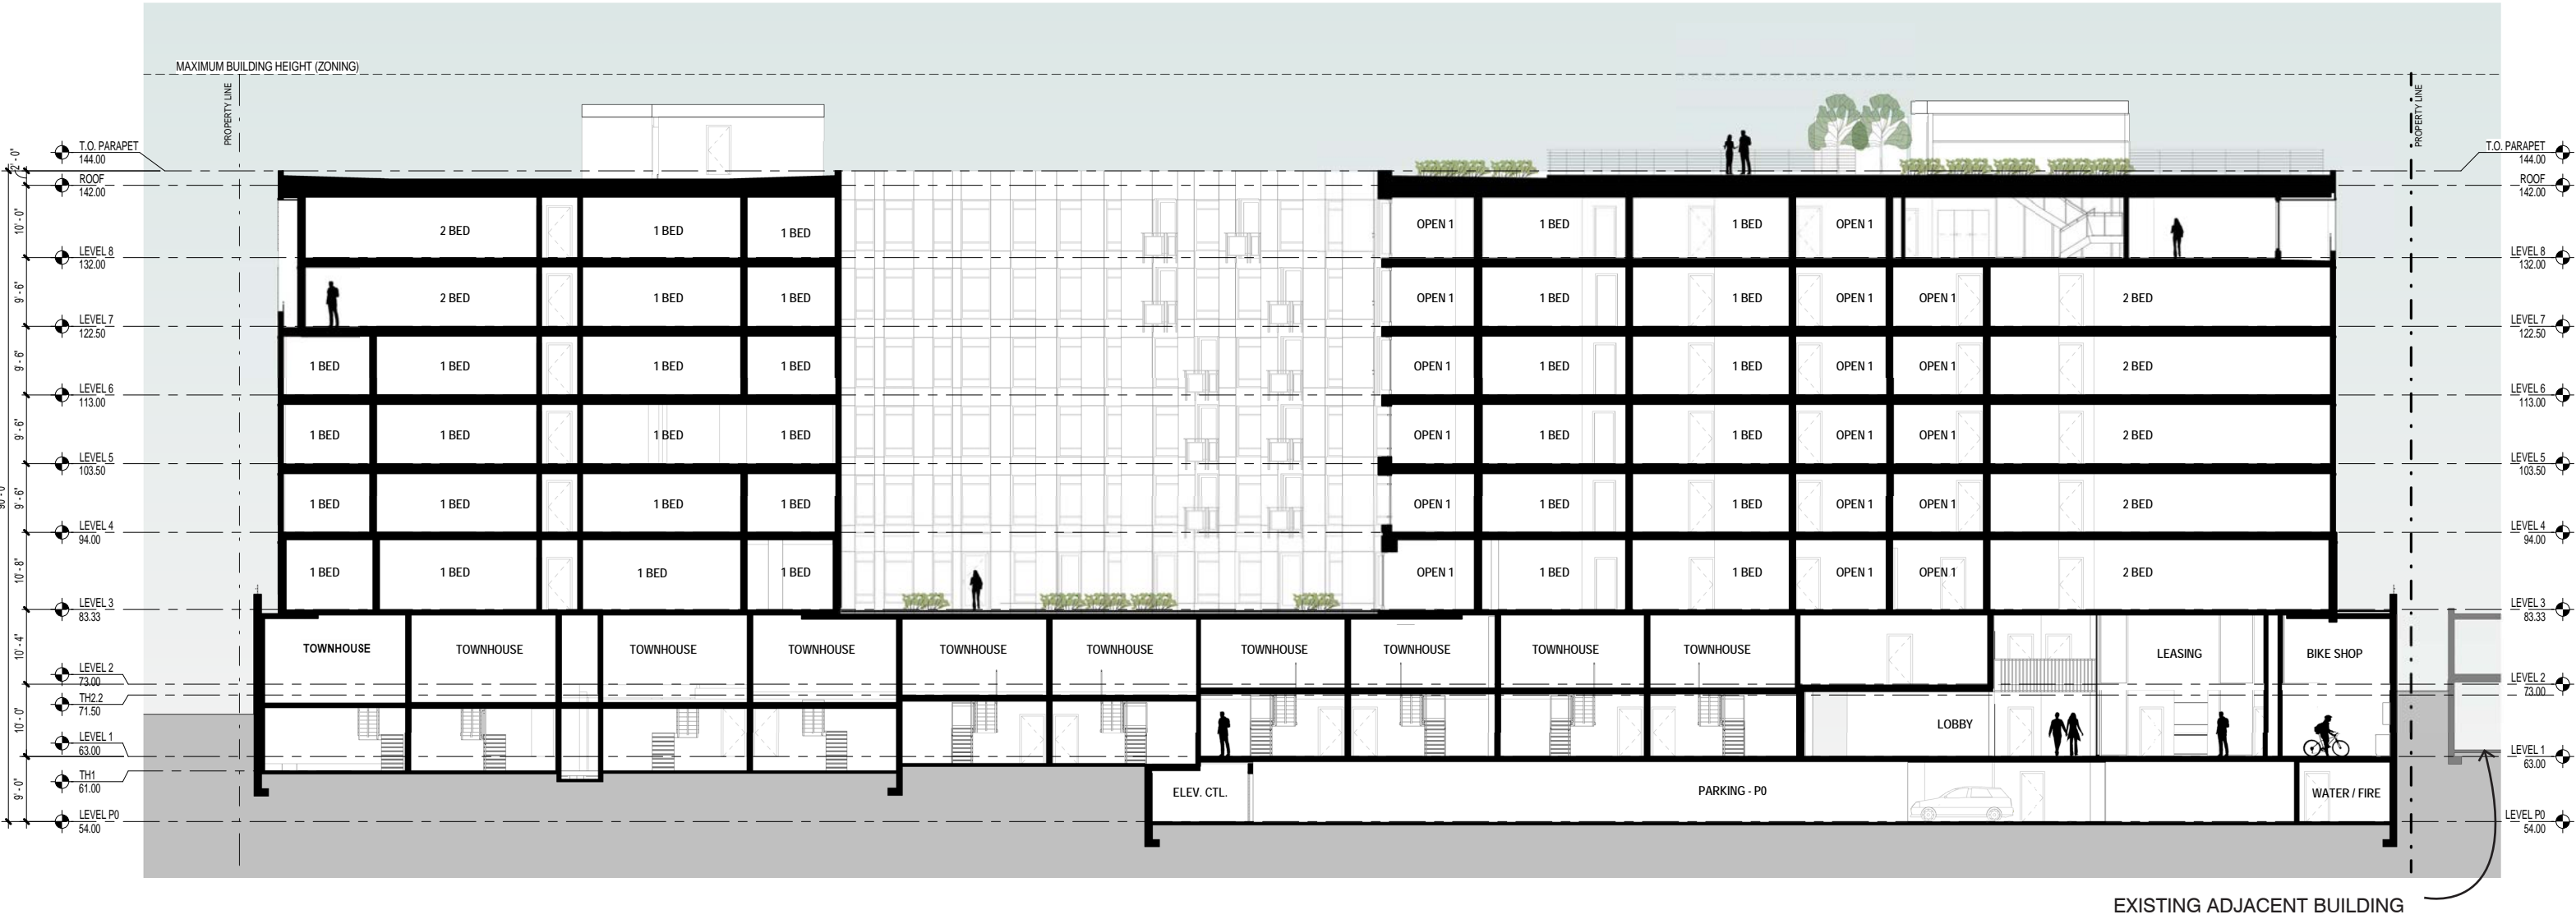 MAXIMUM BUILDING HEIGHT (ZONING)
PROPERTY LINE
PROPERTY LINE
T.O. PARAPET
144.00
T.O. PARAPET
144.00
2' - 0"
ROOF
142.00
ROOF
142.00
10' - 0"
2 BED 1 BED 1 BED OPEN 1 1 BED 1 BED OPEN 1
LEVEL 8
132.00
LEVEL 8
132.00
9' - 6"
2 BED 1 BED 1 BED OPEN 1 1 BED 1 BED OPEN 1 OPEN 1 2 BED
LEVEL 7
122.50
LEVEL 7
122.50
9' - 6"
1 BED 1 BED 1 BED 1 BED OPEN 1 1 BED 1 BED OPEN 1 OPEN 1 2 BED
LEVEL 6
113.00
LEVEL 6
113.00
9' - 6"
1 BED 1 BED 1 BED 1 BED OPEN 1 1 BED 1 BED OPEN 1 OPEN 1 2 BED
LEVEL 5
103.50
LEVEL 5
103.50
9' - 6"
1 BED 1 BED 1 BED 1 BED OPEN 1 1 BED 1 BED OPEN 1 OPEN 1 2 BED
LEVEL 4
94.00
LEVEL 4
94.00
10' - 8"
1 BED 1 BED 1 BED 1 BED OPEN 1 1 BED 1 BED OPEN 1 OPEN 1 2 BED
LEVEL 3
83.33
LEVEL 3
83.33
10' - 4"
TOWNHOUSE TOWNHOUSE TOWNHOUSE TOWNHOUSE TOWNHOUSE TOWNHOUSE TOWNHOUSE TOWNHOUSE TOWNHOUSE TOWNHOUSE LEASING BIKE SHOP
LEVEL 2
73.00
LEVEL 2
73.00
TH2.2
71.50
10' - 0"
LOBBY
LEVEL 1
63.00
LEVEL 1
63.00
TH1
61.00
9' - 0"
ELEV. CTL. PARKING - P0 WATER / FIRE
LEVEL P0
54.00
LEVEL P0
54.00
EXISTING ADJACENT BUILDING